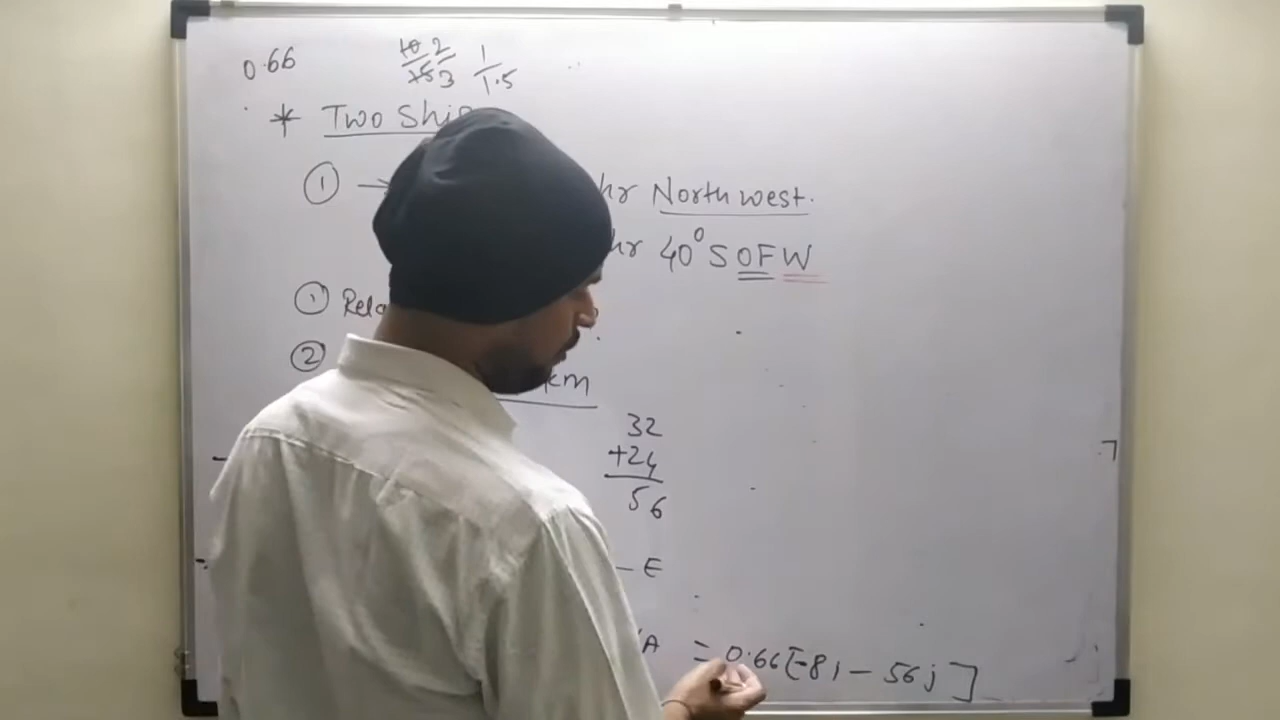 0.66 10/15 2/3 1/1.5
* Two Ship
① → hr North west.
hr 40° S OF W
① Rela
② km
32
+24
56
- E
A = 0.66[-8i - 56j]